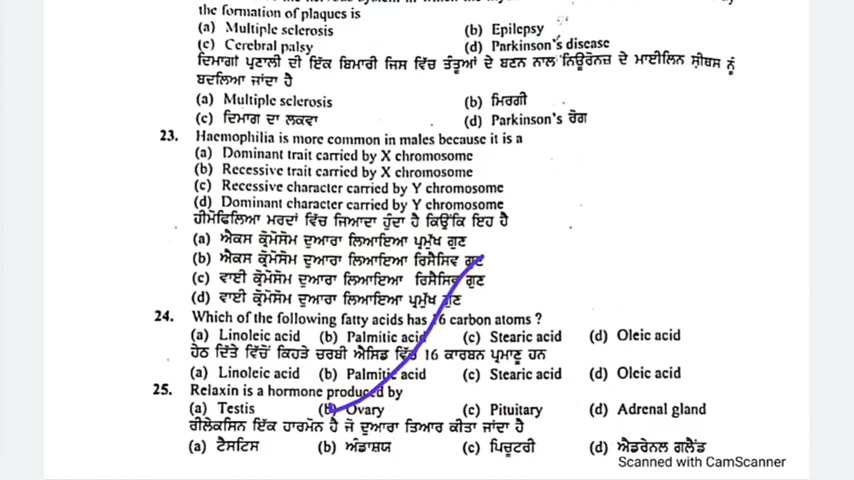 the formation of plaques is
(a) Multiple sclerosis (b) Epilepsy
(c) Cerebral palsy (d) Parkinson's disease
ਦਿਮਾਗੀ ਪ੍ਰਣਾਲੀ ਦੀ ਇੱਕ ਬਿਮਾਰੀ ਜਿਸ ਵਿੱਚ ਤੰਤੂਆਂ ਦੇ ਬਣਨ ਨਾਲ ਨਿਊਰੋਨਜ਼ ਦੇ ਮਾਈਲਿਨ ਸ਼ੀਥਸ ਨੂੰ
ਬਦਲਿਆ ਜਾਂਦਾ ਹੈ
(a) Multiple sclerosis (b) ਮਿਰਗੀ
(c) ਦਿਮਾਗ ਦਾ ਲਕਵਾ (d) Parkinson's ਰੋਗ
23. Haemophilia is more common in males because it is a
(a) Dominant trait carried by X chromosome
(b) Recessive trait carried by X chromosome
(c) Recessive character carried by Y chromosome
(d) Dominant character carried by Y chromosome
ਹੀਮੋਫਿਲਿਆ ਮਰਦਾਂ ਵਿੱਚ ਜਿਆਦਾ ਹੁੰਦਾ ਹੈ ਕਿਉਂਕਿ ਇਹ ਹੈ
(a) ਐਕਸ ਕ੍ਰੋਮੋਸੋਮ ਦੁਆਰਾ ਲਿਆਇਆ ਪ੍ਰਮੁੱਖ ਗੁਣ
(b) ਐਕਸ ਕ੍ਰੋਮੋਸੋਮ ਦੁਆਰਾ ਲਿਆਇਆ ਰਿਸੈਸਿਵ ਗੁਣ
(c) ਵਾਈ ਕ੍ਰੋਮੋਸੋਮ ਦੁਆਰਾ ਲਿਆਇਆ ਰਿਸੈਸਿਵ ਗੁਣ
(d) ਵਾਈ ਕ੍ਰੋਮੋਸੋਮ ਦੁਆਰਾ ਲਿਆਇਆ ਪ੍ਰਮੁੱਖ ਗੁਣ
24. Which of the following fatty acids has 16 carbon atoms ?
(a) Linoleic acid (b) Palmitic acid (c) Stearic acid (d) Oleic acid
ਹੇਠ ਦਿੱਤੇ ਵਿੱਚੋਂ ਕਿਹੜੇ ਚਰਬੀ ਐਸਿਡ ਵਿੱਚ 16 ਕਾਰਬਨ ਪ੍ਰਮਾਣੂ ਹਨ
(a) Linoleic acid (b) Palmitic acid (c) Stearic acid (d) Oleic acid
25. Relaxin is a hormone produced by
(a) Testis (b) Ovary (c) Pituitary (d) Adrenal gland
ਰੀਲੇਕਸਿਨ ਇੱਕ ਹਾਰਮੋਨ ਹੈ ਜੋ ਦੁਆਰਾ ਤਿਆਰ ਕੀਤਾ ਜਾਂਦਾ ਹੈ
(a) ਟੈਸਟਿਸ (b) ਅੰਡਾਸ਼ਯ (c) ਪਿਚੂਟਰੀ (d) ਐਡਰੇਨਲ ਗਲੈਂਡ
Scanned with CamScanner